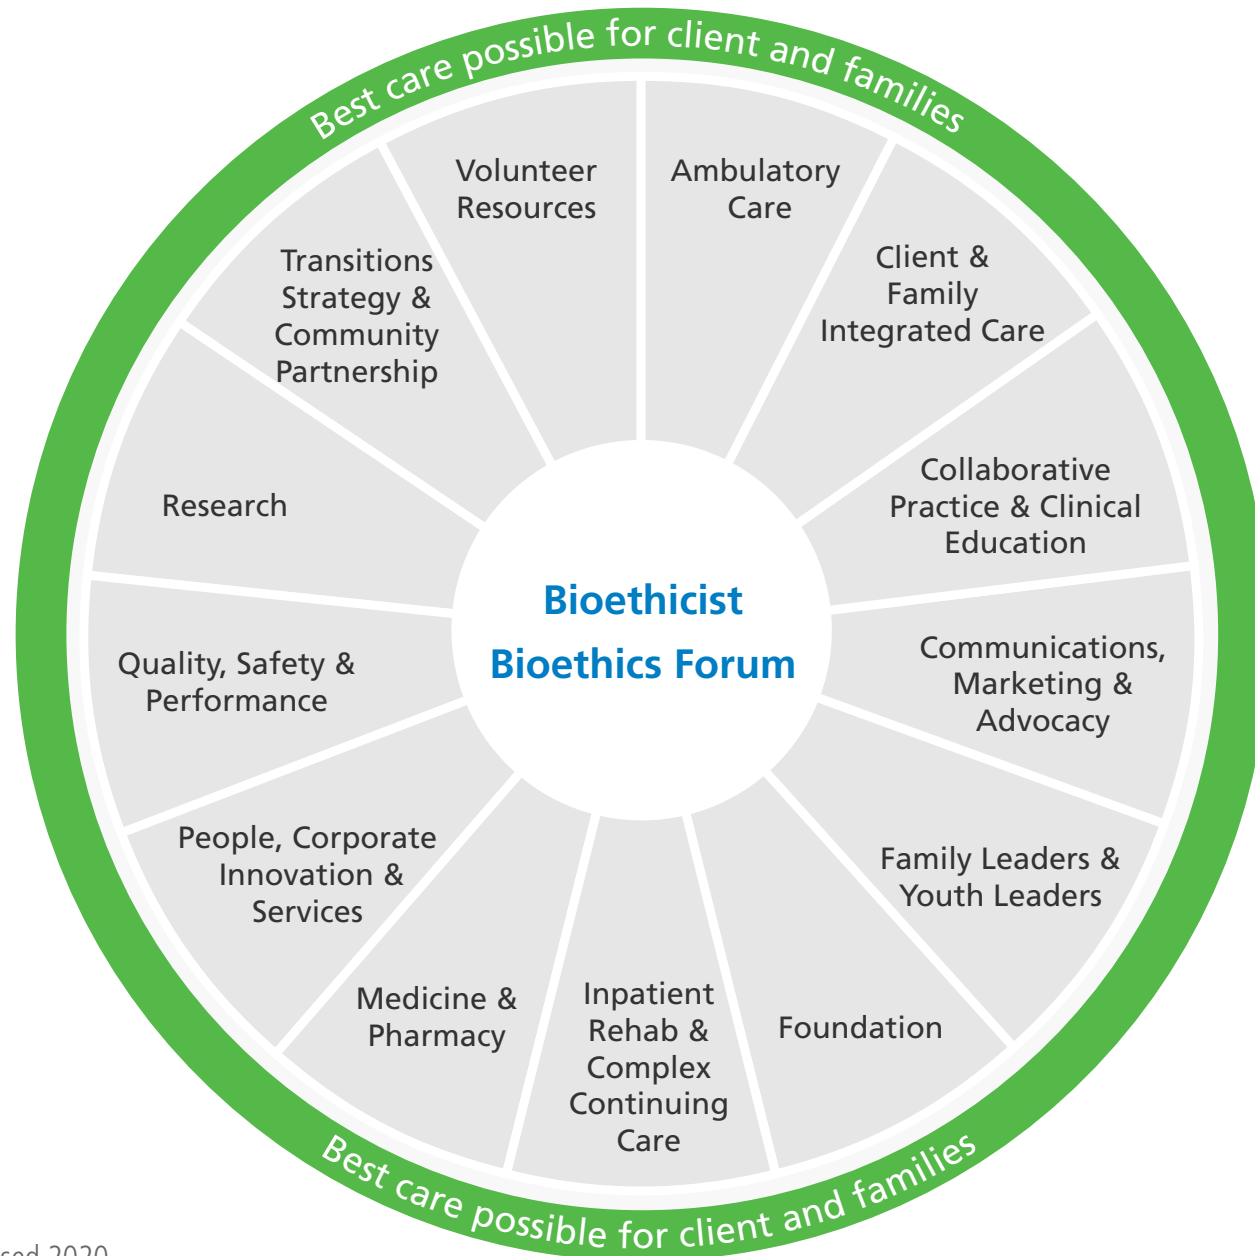 Best care possible for client and families
Volunteer
Resources
Ambulatory
Care
Client &
Family
Integrated Care
Collaborative
Practice & Clinical
Education
Communications,
Marketing &
Advocacy
Family Leaders &
Youth Leaders
Foundation
Inpatient
Rehab &
Complex
Continuing
Care
Medicine &
Pharmacy
People, Corporate
Innovation &
Services
Quality, Safety &
Performance
Research
Transitions
Strategy &
Community
Partnership
Bioethicist
Bioethics Forum
Best care possible for client and families
2020